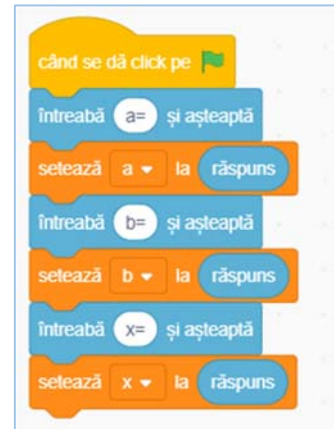 când se dă click pe
întreabă a= și așteaptă
setează a la răspuns
întreabă b= și așteaptă
setează b la răspuns
întreabă x= și așteaptă
setează x la răspuns